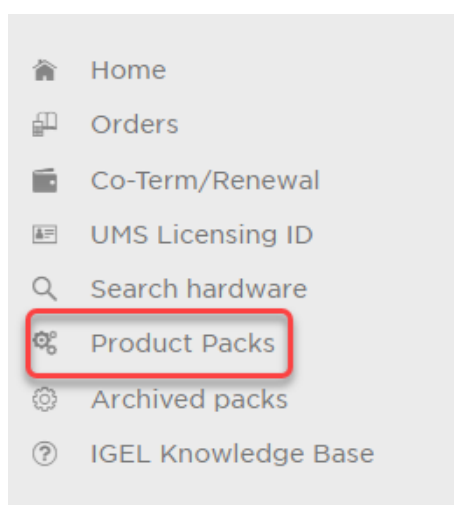 Home
Orders
Co-Term/Renewal
UMS Licensing ID
Search hardware
Product Packs
Archived packs
IGEL Knowledge Base